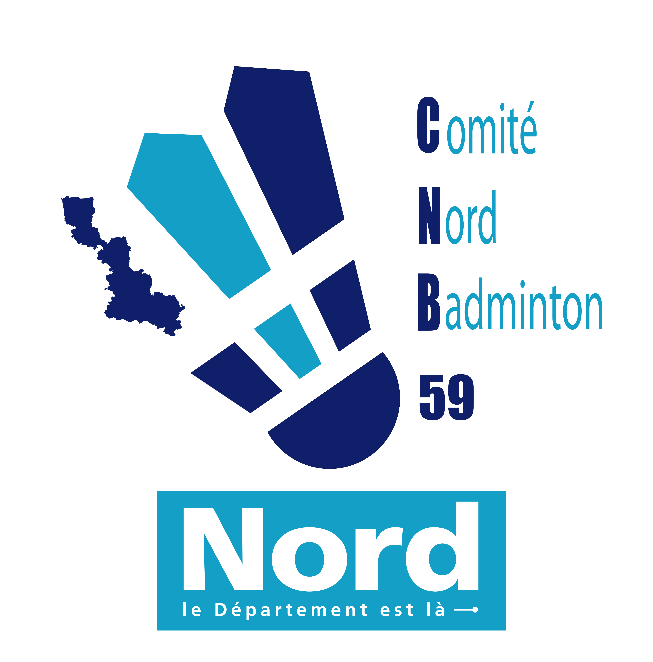 Comité
Nord
Badminton
59
Nord
le Département est là